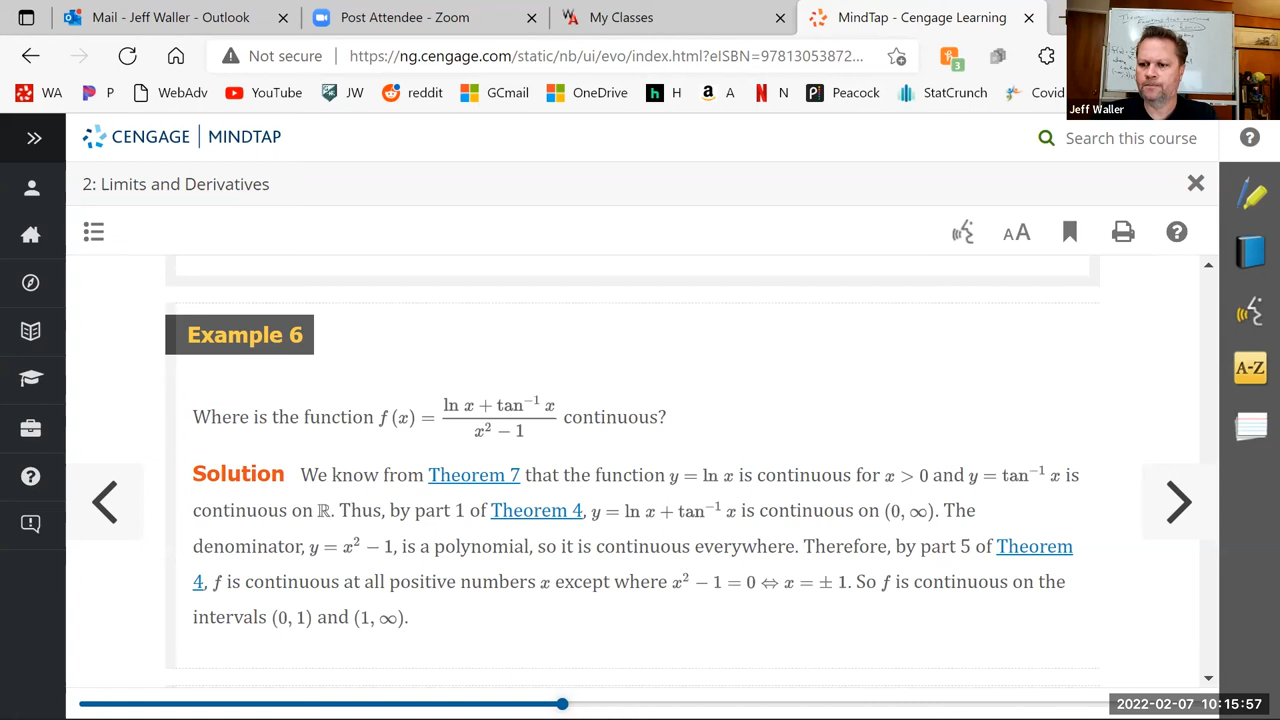 Mail - Jeff Waller - Outlook
Post Attendee - Zoom
My Classes
MindTap - Cengage Learning
Not secure
https://ng.cengage.com/static/nb/ui/evo/index.html?eISBN=97813053872...
3
Jeff Waller
WA
P
WebAdv
YouTube
JW
reddit
GCmail
OneDrive
H
A
N
Peacock
StatCrunch
Covid
CENGAGE | MINDTAP
Search this course
2: Limits and Derivatives
AA
A-Z
Example 6
Where is the function f (x) = (ln x + tan⁻¹ x) / (x² − 1) continuous?
Solution We know from Theorem 7 that the function y = ln x is continuous for x > 0 and y = tan⁻¹ x is
continuous on ℝ. Thus, by part 1 of Theorem 4, y = ln x + tan⁻¹ x is continuous on (0, ∞). The
denominator, y = x² − 1, is a polynomial, so it is continuous everywhere. Therefore, by part 5 of Theorem
4, f is continuous at all positive numbers x except where x² − 1 = 0 ⇔ x = ± 1. So f is continuous on the
intervals (0, 1) and (1, ∞).
2022-02-07 10:15:57